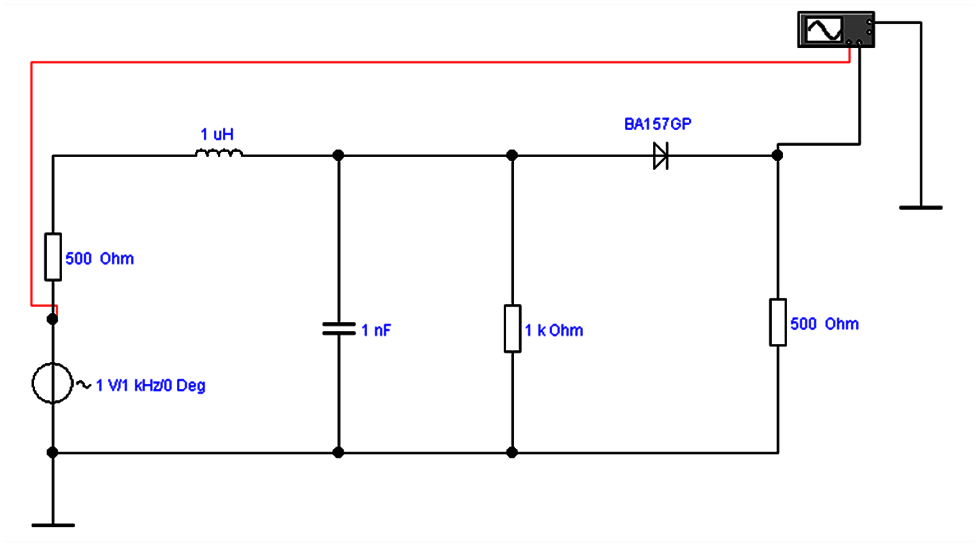 BA157GP
1 uH
500 Ohm
1 nF
1 k Ohm
500 Ohm
1 V/1 kHz/0 Deg